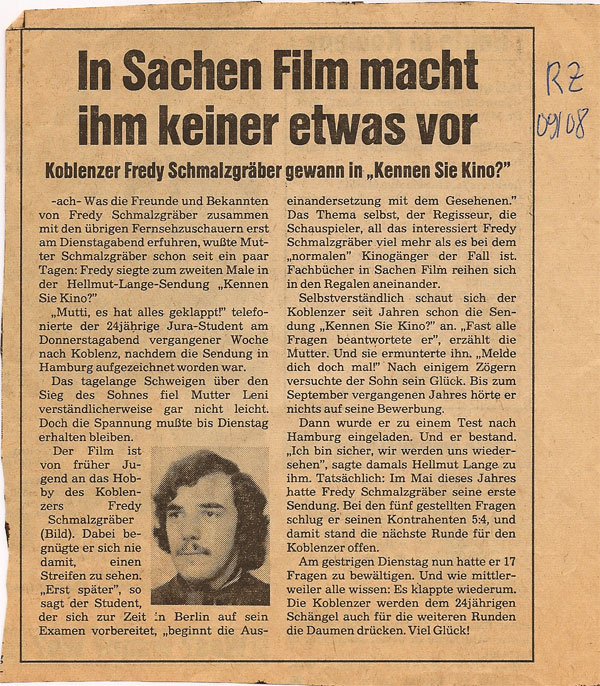 In Sachen Film macht
ihm keiner etwas vor
Koblenzer Fredy Schmalzgräber gewann in „Kennen Sie Kino?"
RZ
09/08
-ach- Was die Freunde und Bekannten
von Fredy Schmalzgräber zusammen
mit den übrigen Fernsehzuschauern erst
am Dienstagabend erfuhren, wußte Mut-
ter Schmalzgräber schon seit ein paar
Tagen: Fredy siegte zum zweiten Male in
der Hellmut-Lange-Sendung „Kennen
Sie Kino?"
„Mutti, es hat alles geklappt!" telefo-
nierte der 24jährige Jura-Student am
Donnerstagabend vergangener Woche
nach Koblenz, nachdem die Sendung in
Hamburg aufgezeichnet worden war.
Das tagelange Schweigen über den
Sieg des Sohnes fiel Mutter Leni
verständlicherweise gar nicht leicht.
Doch die Spannung mußte bis Dienstag
erhalten bleiben.
Der Film ist
von früher Ju-
gend an das Hob-
by des Koblen-
zers Fredy
Schmalzgräber
(Bild). Dabei be-
gnügte er sich nie
damit, einen
Streifen zu sehen.
„Erst später", so
sagt der Student,
der sich zur Zeit in Berlin auf sein
Examen vorbereitet, „beginnt die Aus-
einandersetzung mit dem Gesehenen."
Das Thema selbst, der Regisseur, die
Schauspieler, all das interessiert Fredy
Schmalzgräber viel mehr als es bei dem
„normalen" Kinogänger der Fall ist.
Fachbücher in Sachen Film reihen sich
in den Regalen aneinander.
Selbstverständlich schaut sich der
Koblenzer seit Jahren schon die Sen-
dung „Kennen Sie Kino?" an. „Fast alle
Fragen beantwortete er", erzählt die
Mutter. Und sie ermunterte ihn. „Melde
dich doch mal!" Nach einigem Zögern
versuchte der Sohn sein Glück. Bis zum
September vergangenen Jahres hörte er
nichts auf seine Bewerbung.
Dann wurde er zu einem Test nach
Hamburg eingeladen. Und er bestand.
„Ich bin sicher, wir werden uns wieder-
sehen", sagte damals Hellmut Lange zu
ihm. Tatsächlich: Im Mai dieses Jahres
hatte Fredy Schmalzgräber seine erste
Sendung. Bei den fünf gestellten Fragen
schlug er seinen Kontrahenten 5:4, und
damit stand die nächste Runde für den
Koblenzer offen.
Am gestrigen Dienstag nun hatte er 17
Fragen zu bewältigen. Und wie mittler-
weiler alle wissen: Es klappte wiederum.
Die Koblenzer werden dem 24jährigen
Schängel auch für die weiteren Runden
die Daumen drücken. Viel Glück!